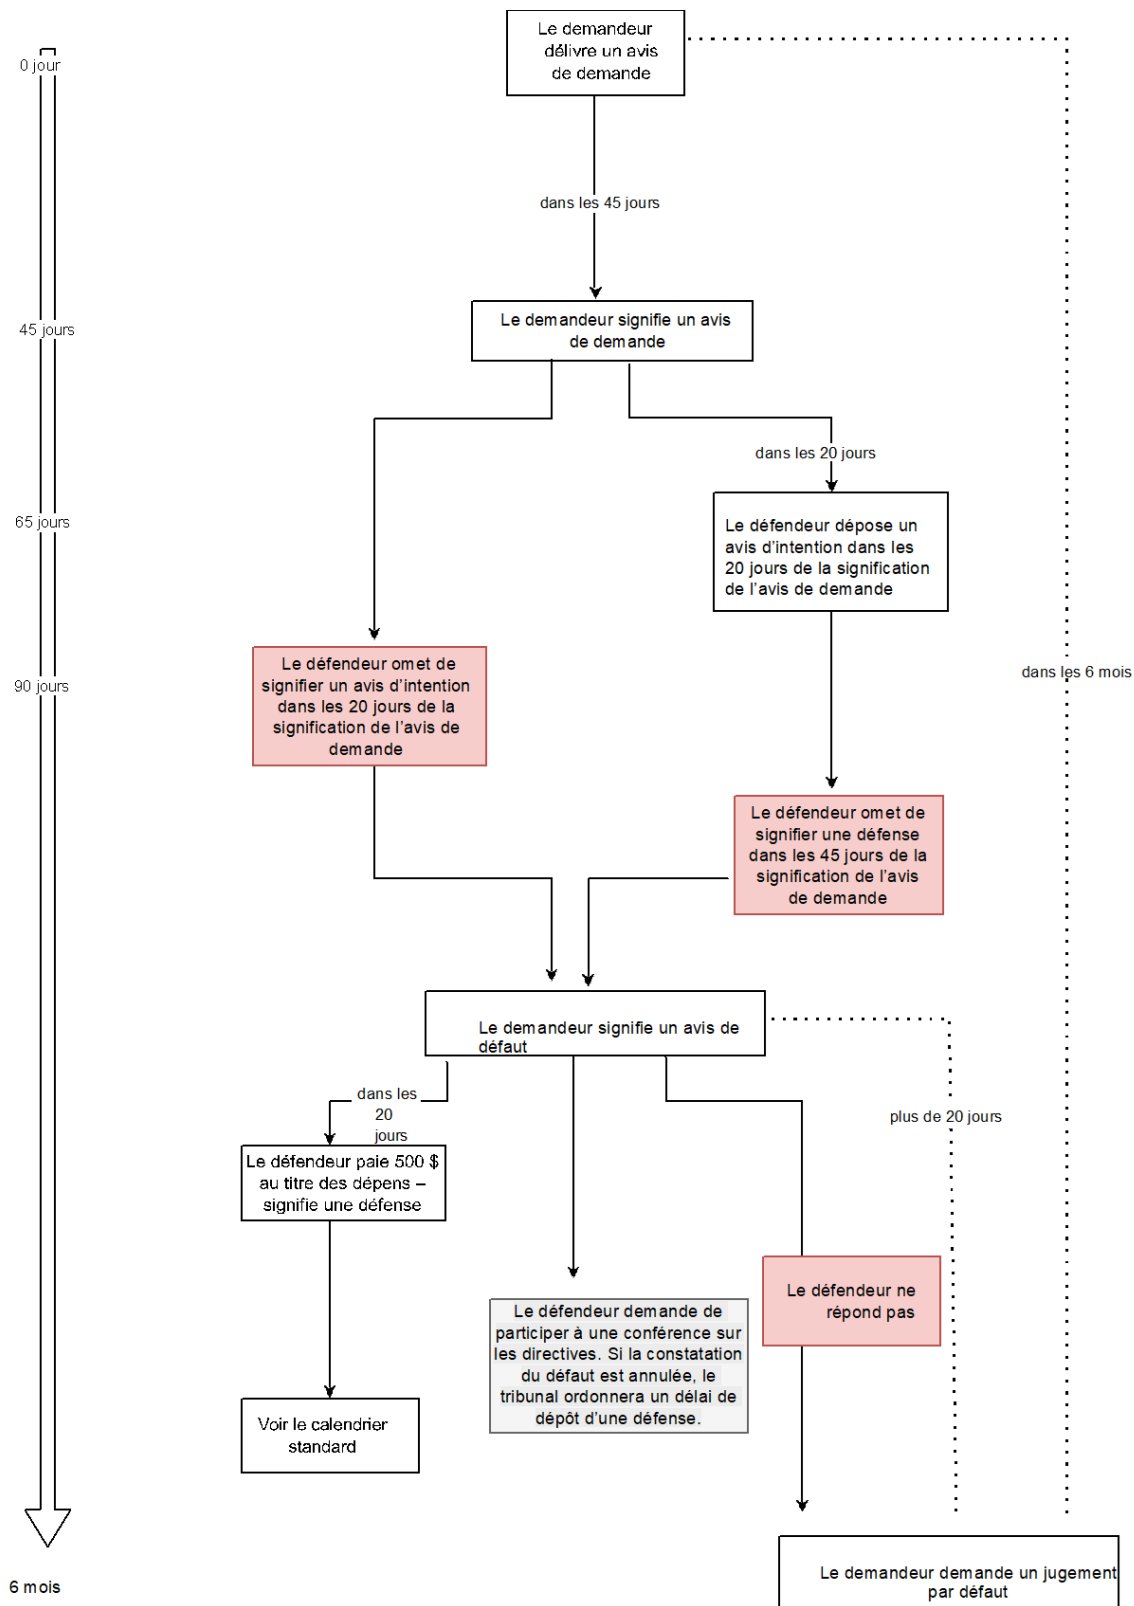 Le demandeur
délivre un avis
de demande
0 jour
dans les 45 jours
Le demandeur signifie un avis
de demande
45 jours
dans les 20 jours
65 jours
Le défendeur dépose un
avis d'intention dans les
20 jours de la signification
de l'avis de demande
Le défendeur omet de
signifier un avis d'intention
dans les 20 jours de la
signification de l'avis de
demande
90 jours
dans les 6 mois
Le défendeur omet de
signifier une défense
dans les 45 jours de la
signification de l'avis
de demande
Le demandeur signifie un avis de
défaut
dans les
20
jours
plus de 20 jours
Le défendeur paie 500 $
au titre des dépens –
signifie une défense
Le défendeur ne
répond pas
Le défendeur demande de
participer à une conférence sur
les directives. Si la constatation
du défaut est annulée, le
tribunal ordonnera un délai de
dépôt d'une défense.
Voir le calendrier
standard
Le demandeur demande un jugement
par défaut
6 mois